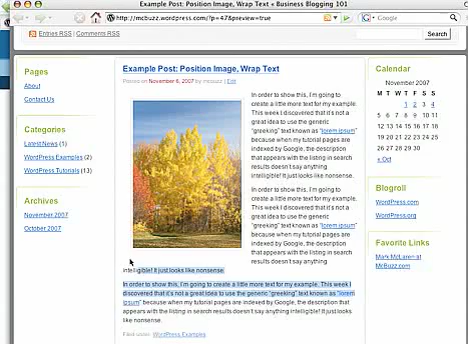 Example Post: Position Image, Wrap Text « Business Blogging 101
http://mcbuzz.wordpress.com/?p=47&preview=true
Google
Entries RSS | Comments RSS
Search
Pages
About
Contact Us
Categories
Latest News (1)
WordPress Examples (2)
WordPress Tutorials (13)
Archives
November 2007
October 2007
Example Post: Position Image, Wrap Text
Posted on November 6, 2007 by mcbuzz | Edit
In order to show this, I'm going to
create a little more text for my example.
This week I discovered that it's not a
great idea to use the generic
"greeking" text known as "lorem ipsum"
because when my tutorial pages are
indexed by Google, the description
that appears with the listing in search
results doesn't say anything
intelligible! It just looks like nonsense.
In order to show this, I'm going to
create a little more text for my example.
This week I discovered that it's not a
great idea to use the generic
"greeking" text known as "lorem ipsum"
because when my tutorial pages are
indexed by Google, the description
that appears with the listing in search
results doesn't say anything
intelligible! It just looks like nonsense.
In order to show this, I'm going to create a little more text for my example. This week I
discovered that it's not a great idea to use the generic "greeking" text known as "lorem
ipsum" because when my tutorial pages are indexed by Google, the description that appears
with the listing in search results doesn't say anything intelligible! It just looks like
nonsense.
Filed under: WordPress Examples
Calendar
November 2007
M T W T F S S
1 2 3 4
5 6 7 8 9 10 11
12 13 14 15 16 17 18
19 20 21 22 23 24 25
26 27 28 29 30
« Oct
Blogroll
WordPress.com
WordPress.org
Favorite Links
Mark McLaren at
McBuzz.com